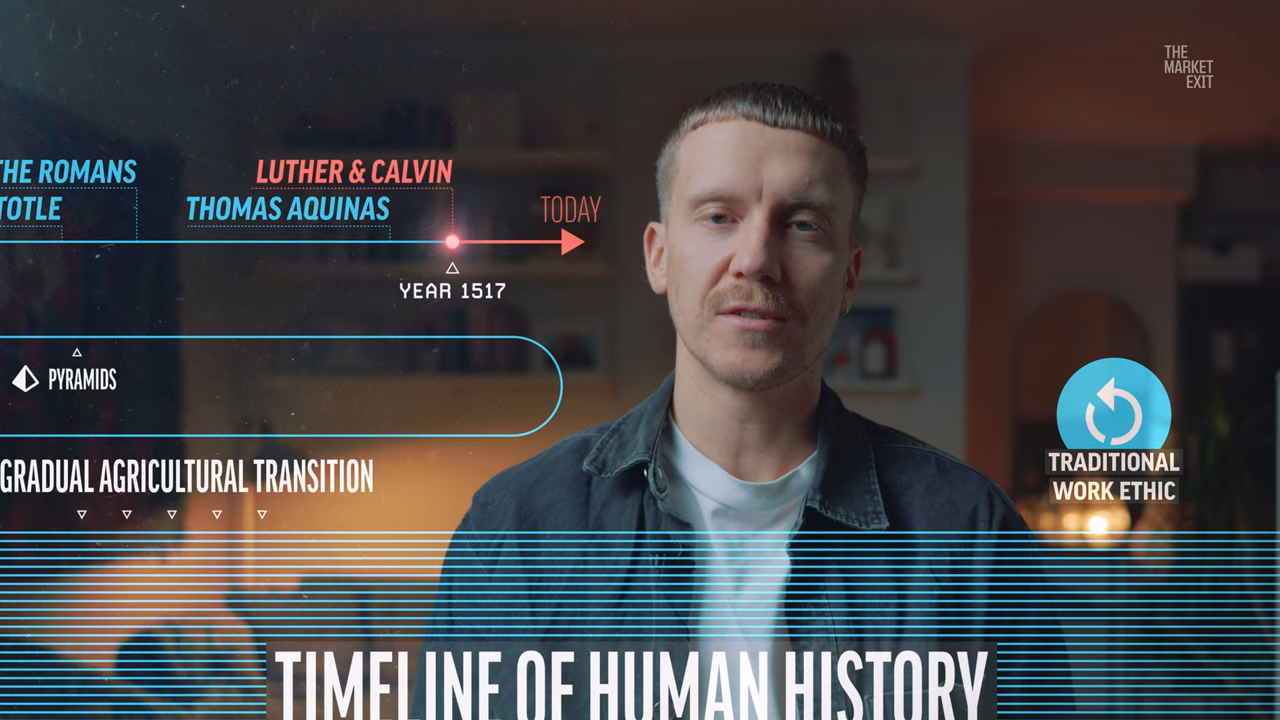 THE
MARKET
EXIT
THE ROMANS
LUTHER & CALVIN
TOTLE
THOMAS AQUINAS
TODAY
YEAR 1517
PYRAMIDS
GRADUAL AGRICULTURAL TRANSITION
TRADITIONAL
WORK ETHIC
TIMELINE OF HUMAN HISTORY